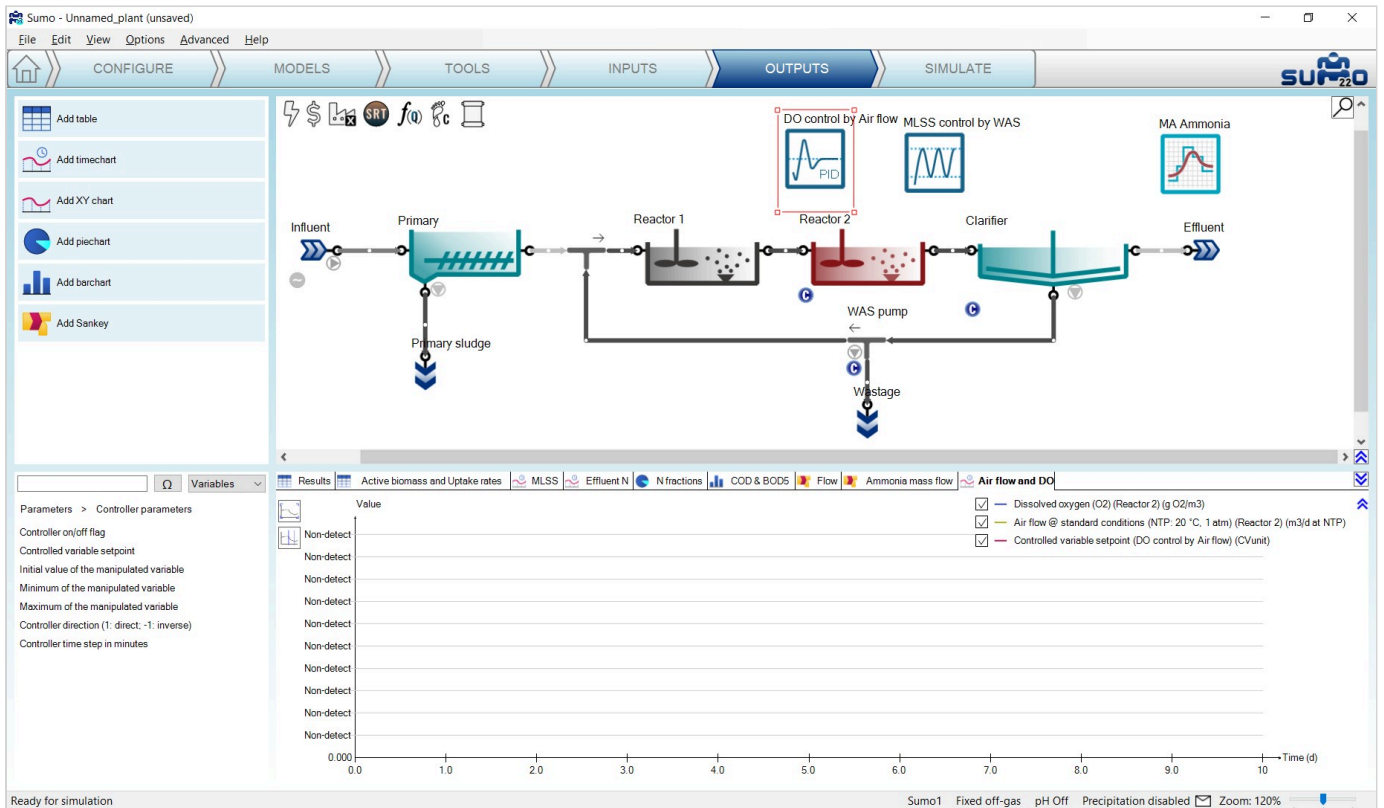 Sumo - Unnamed_plant (unsaved)
File Edit View Options Advanced Help
CONFIGURE MODELS TOOLS INPUTS OUTPUTS SIMULATE
SUMO 22
Add table
Add timechart
Add XY chart
Add piechart
Add barchart
Add Sankey
$ SRT f(Q) C
DO control by Air flow
MLSS control by WAS
MA Ammonia
PID
Influent
Primary
Reactor 1
Reactor 2
Clarifier
Effluent
C
C
WAS pump
C
Primary sludge
Wastage
Ω Variables
Parameters > Controller parameters
Controller on/off flag
Controlled variable setpoint
Initial value of the manipulated variable
Minimum of the manipulated variable
Maximum of the manipulated variable
Controller direction (1: direct; -1: inverse)
Controller time step in minutes
Results Active biomass and Uptake rates MLSS Effluent N N fractions COD & BOD5 Flow Ammonia mass flow Air flow and DO
Value
Dissolved oxygen (O2) (Reactor 2) (g O2/m3)
Air flow @ standard conditions (NTP: 20 °C, 1 atm) (Reactor 2) (m3/d at NTP)
Controlled variable setpoint (DO control by Air flow) (CVunit)
Non-detect
Non-detect
Non-detect
Non-detect
Non-detect
Non-detect
Non-detect
Non-detect
Non-detect
Non-detect
0.000
0.0 1.0 2.0 3.0 4.0 5.0 6.0 7.0 8.0 9.0 10
Time (d)
Ready for simulation
Sumo1 Fixed off-gas pH Off Precipitation disabled Zoom: 120%